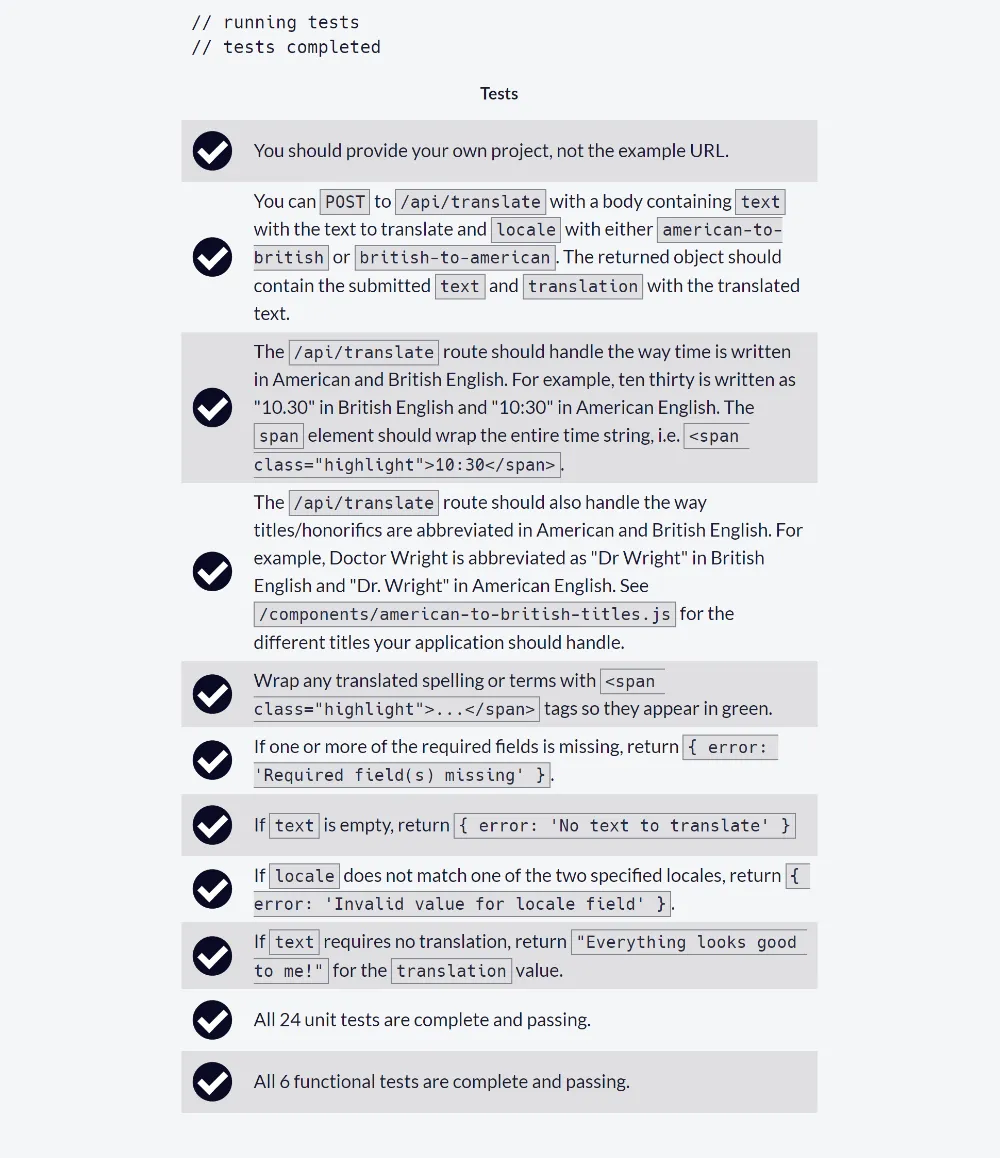 // running tests
// tests completed
Tests
You should provide your own project, not the example URL.
You can POST to /api/translate with a body containing text
with the text to translate and locale with either american-to-
british or british-to-american. The returned object should
contain the submitted text and translation with the translated
text.
The /api/translate route should handle the way time is written
in American and British English. For example, ten thirty is written as
"10.30" in British English and "10:30" in American English. The
span element should wrap the entire time string, i.e. <span
class="highlight">10:30</span>.
The /api/translate route should also handle the way
titles/honorifics are abbreviated in American and British English. For
example, Doctor Wright is abbreviated as "Dr Wright" in British
English and "Dr. Wright" in American English. See
/components/american-to-british-titles.js for the
different titles your application should handle.
Wrap any translated spelling or terms with <span
class="highlight">...</span> tags so they appear in green.
If one or more of the required fields is missing, return { error:
'Required field(s) missing' }.
If text is empty, return { error: 'No text to translate' }
If locale does not match one of the two specified locales, return {
error: 'Invalid value for locale field' }.
If text requires no translation, return "Everything looks good
to me!" for the translation value.
All 24 unit tests are complete and passing.
All 6 functional tests are complete and passing.